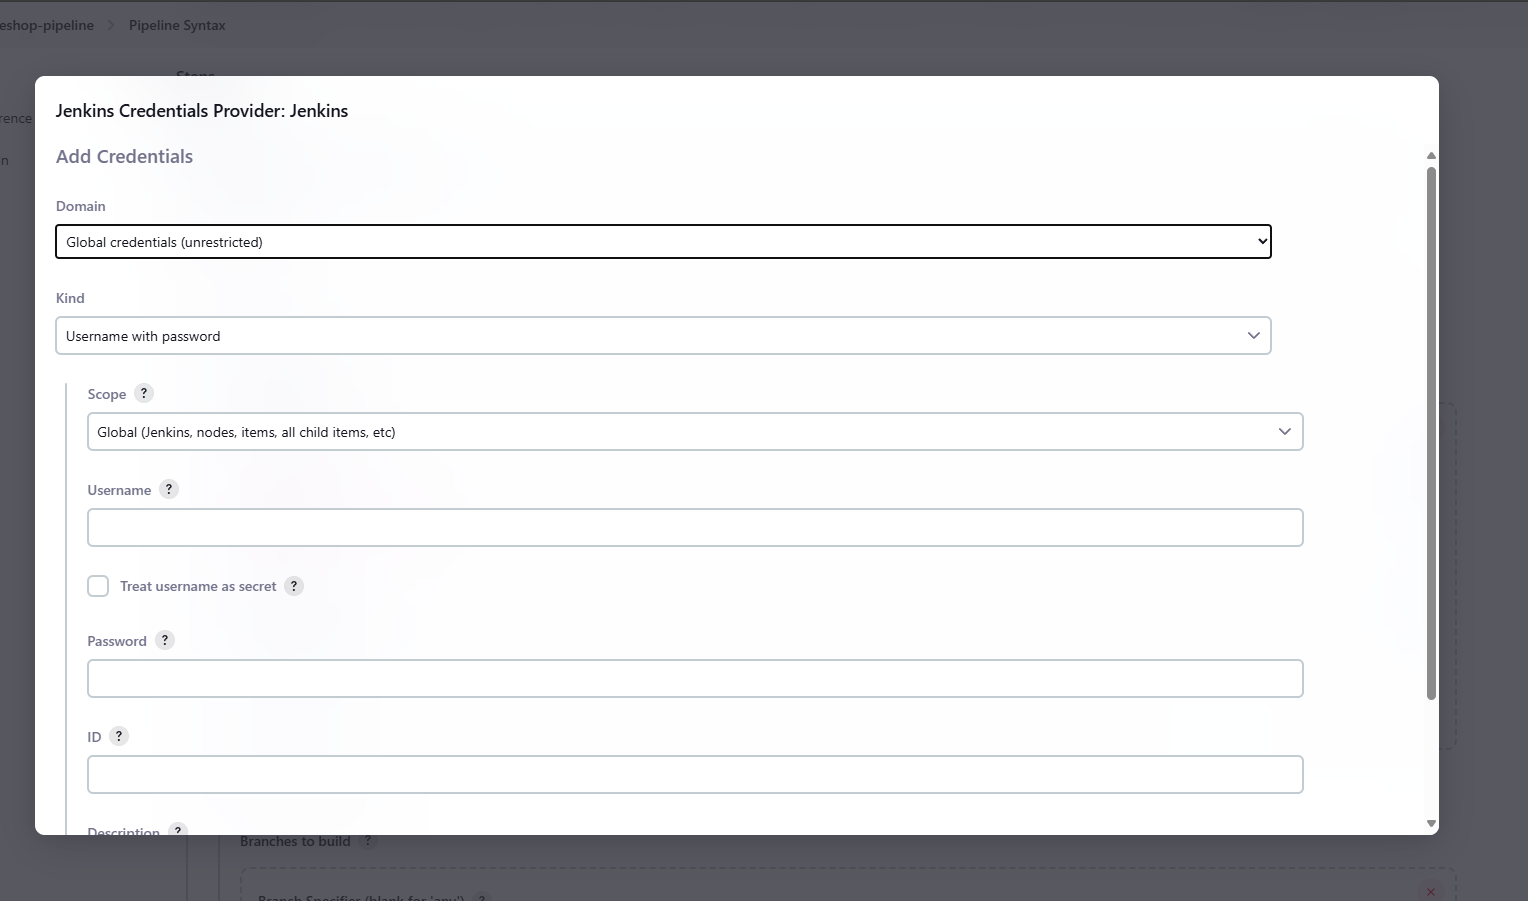 eshop-pipeline > Pipeline Syntax
rence
n
Jenkins Credentials Provider: Jenkins
Add Credentials
Domain
Global credentials (unrestricted)
Kind
Username with password
Scope ?
Global (Jenkins, nodes, items, all child items, etc)
Username ?
Treat username as secret ?
Password ?
ID ?
Description ?
Branches to build ?
Branch Specifier (blank for 'any') ?